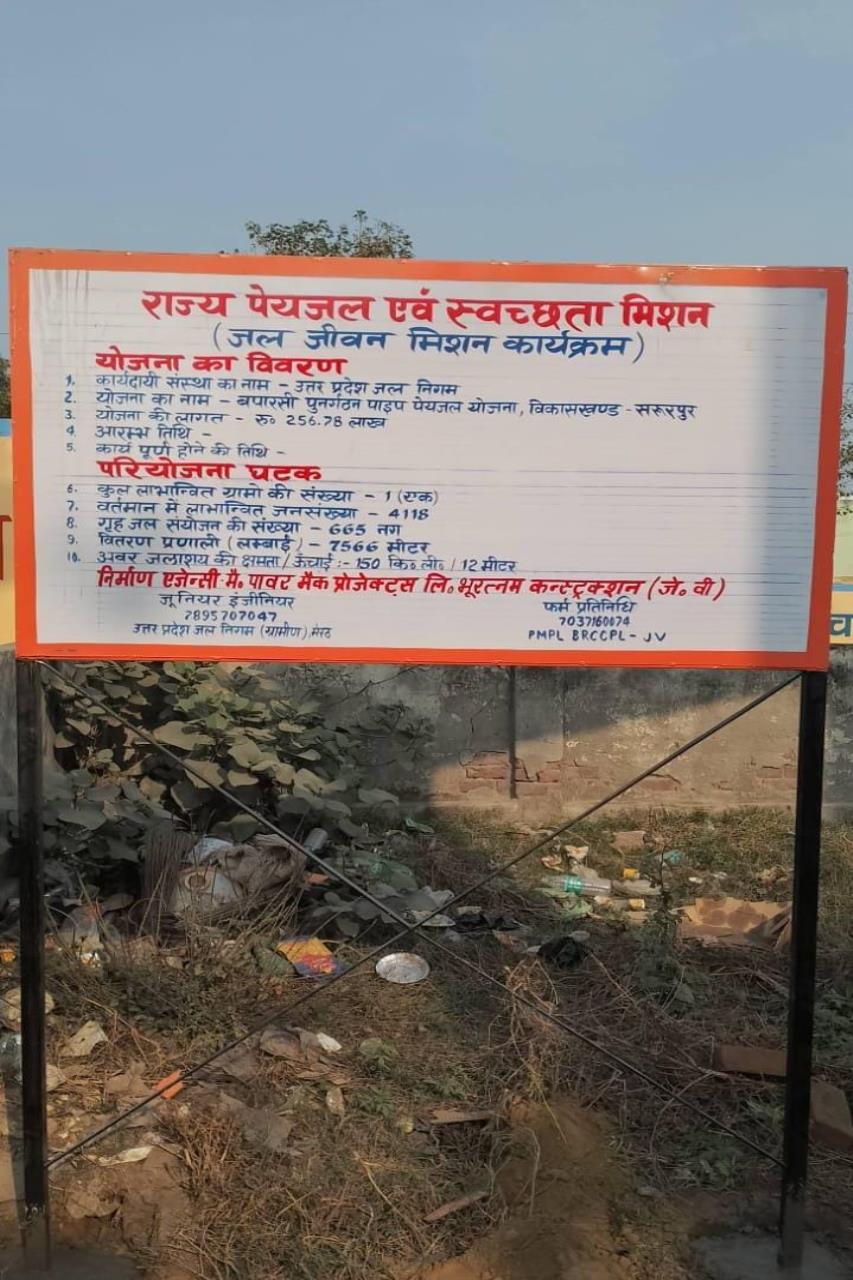 राज्य पेयजल एवं स्वच्छता मिशन
(जल जीवन मिशन कार्यक्रम)
योजना का विवरण
1. कार्यदायी संस्था का नाम - उत्तर प्रदेश जल निगम
2. योजना का नाम - बपारसी पुनर्गठन पाइप पेयजल योजना, विकासखण्ड - सरूरपुर
3. योजना की लागत - रु० 256.78 लाख
4. आरम्भ तिथि -
5. कार्य पूर्ण होने की तिथि -
परियोजना घटक
6. कुल लाभान्वित ग्रामो की संख्या - 1 (एक)
7. वर्तमान में लाभान्वित जनसंख्या - 4118
8. गृह जल संयोजन की संख्या - 665 नग
9. वितरण प्रणाली (लम्बाई) - 7566 मीटर
10. अवर जलाशय की क्षमता / ऊंचाई :- 150 कि० ली० / 12 मीटर
निर्माण एजेन्सी मै० पावर मैक प्रोजेक्ट्स लि० भूरत्नम कन्स्ट्रक्शन (जे० वी)
जूनियर इंजीनियर
7895707047
उत्तर प्रदेश जल निगम (ग्रामीण), मेरठ
फर्म प्रतिनिधि
7037160074
PMPL BRCCPL - JV